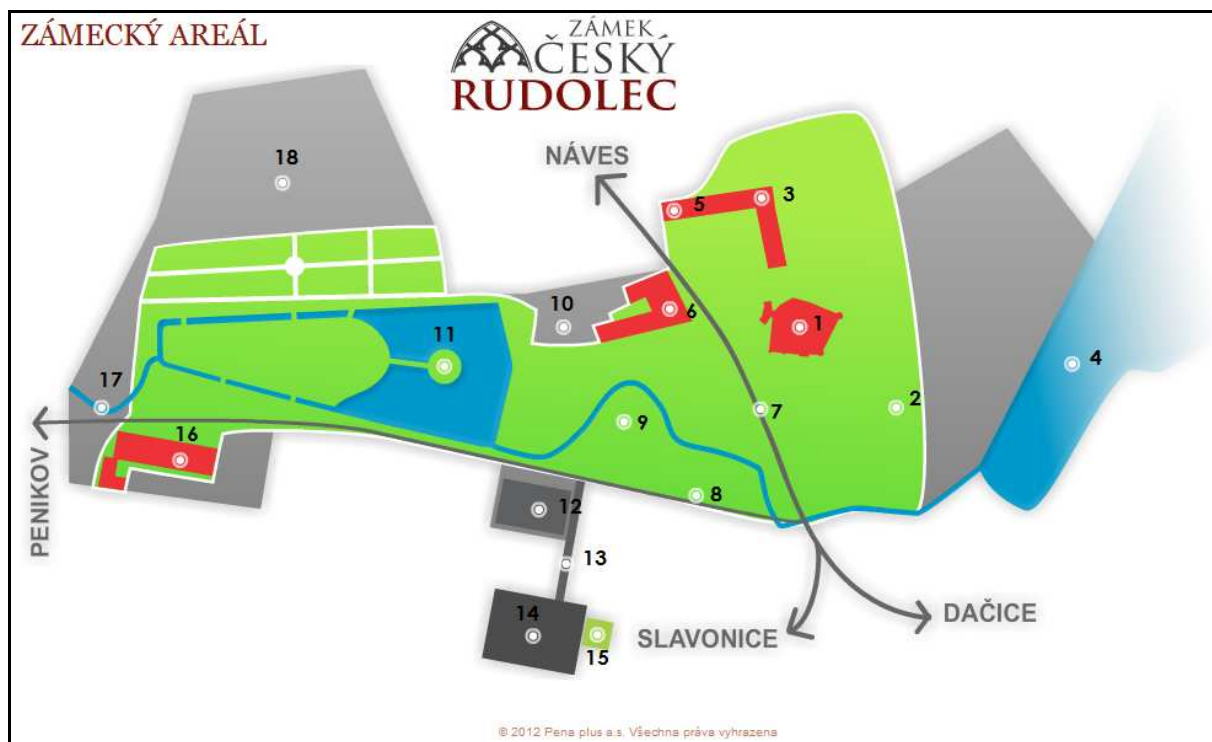 ZÁMECKÝ AREÁL
ZÁMEK
ČESKÝ
RUDOLEC
NÁVES
18
3
5
10
6
1
11
4
17
2
7
9
16
8
12
PENIKOV
13
14
15
SLAVONICE
DAČICE
© 2012 Pena plus a.s. Všechna práva vyhrazena